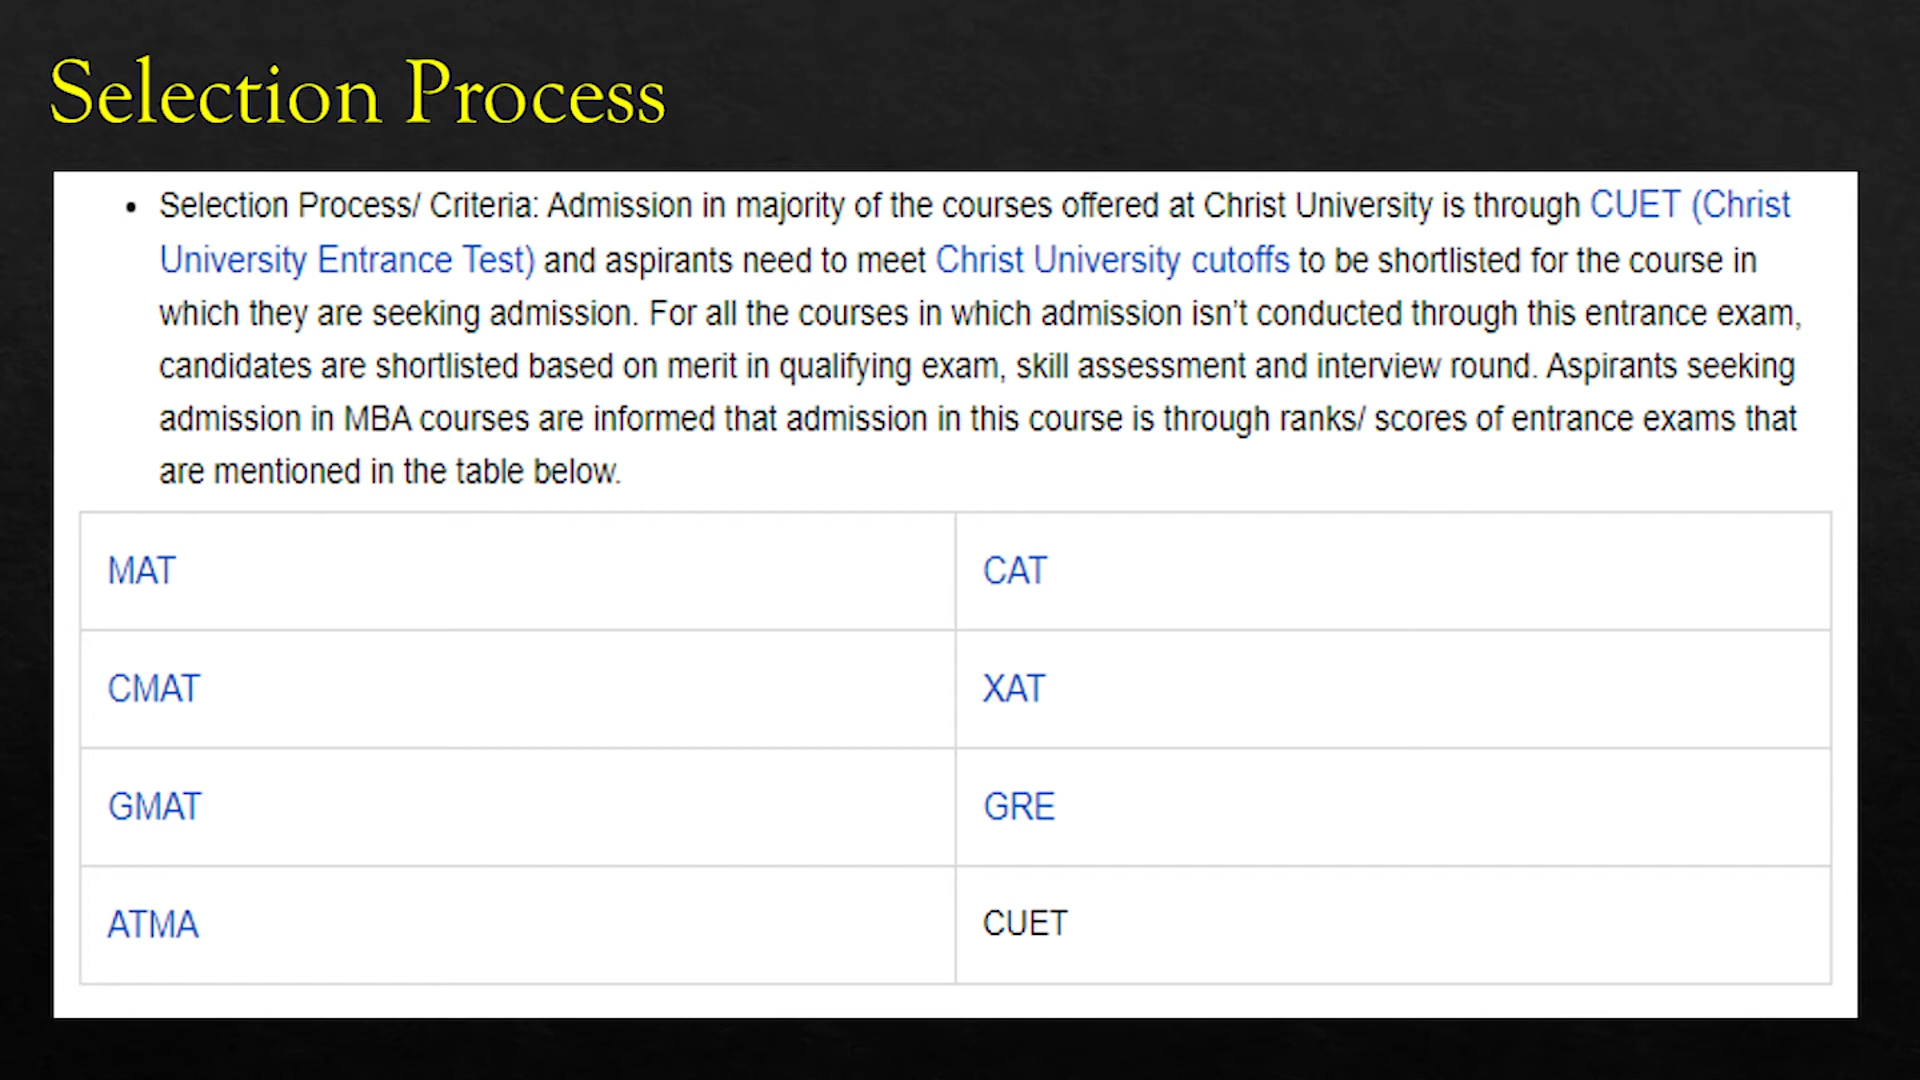 Selection Process
• Selection Process/ Criteria: Admission in majority of the courses offered at Christ University is through CUET (Christ
University Entrance Test) and aspirants need to meet Christ University cutoffs to be shortlisted for the course in
which they are seeking admission. For all the courses in which admission isn’t conducted through this entrance exam,
candidates are shortlisted based on merit in qualifying exam, skill assessment and interview round. Aspirants seeking
admission in MBA courses are informed that admission in this course is through ranks/ scores of entrance exams that
are mentioned in the table below.
MAT CAT
CMAT XAT
GMAT GRE
ATMA CUET